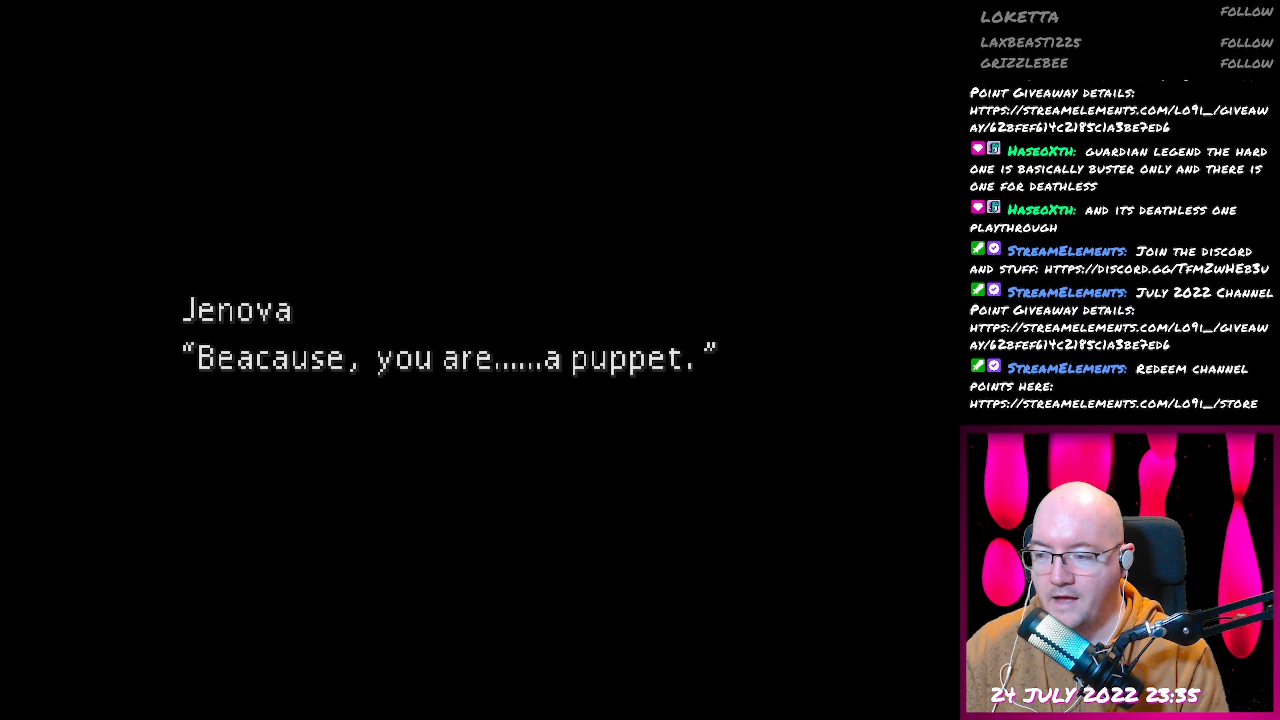 Jenova
“Beacause, you are......a puppet.”
LOKETTA FOLLOW
LAXBEAST1225 FOLLOW
GRIZZLEBEE FOLLOW
POINT GIVEAWAY DETAILS:
HTTPS://STREAMELEMENTS.COM/LO9I_/GIVEAW
AY/62BFEF614C2185C1A3BE7ED6
HASEOXTH: GUARDIAN LEGEND THE HARD
ONE IS BASICALLY BUSTER ONLY AND THERE IS
ONE FOR DEATHLESS
HASEOXTH: AND ITS DEATHLESS ONE
PLAYTHROUGH
STREAMELEMENTS: JOIN THE DISCORD
AND STUFF: HTTPS://DISCORD.GG/TFMZWHEB3U
STREAMELEMENTS: JULY 2022 CHANNEL
POINT GIVEAWAY DETAILS:
HTTPS://STREAMELEMENTS.COM/LO9I_/GIVEAW
AY/62BFEF614C2185C1A3BE7ED6
STREAMELEMENTS: REDEEM CHANNEL
POINTS HERE:
HTTPS://STREAMELEMENTS.COM/LO9I_/STORE
24 JULY 2022 23:35